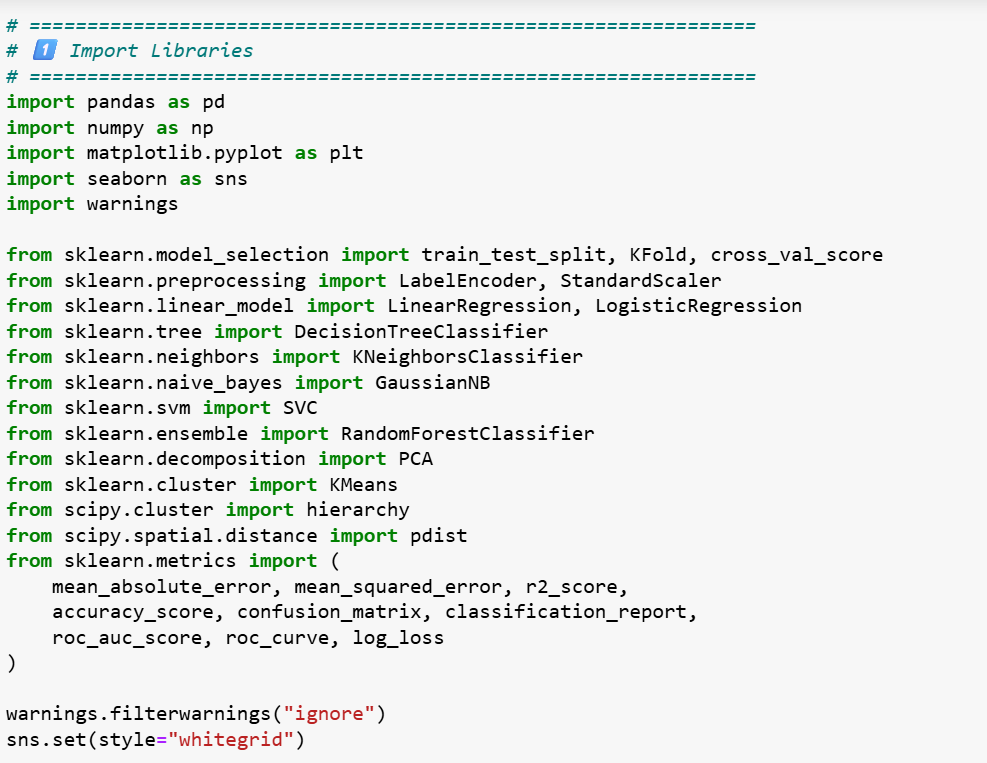 # ===============================================================
# 1️⃣ Import Libraries
# ===============================================================
import pandas as pd
import numpy as np
import matplotlib.pyplot as plt
import seaborn as sns
import warnings

from sklearn.model_selection import train_test_split, KFold, cross_val_score
from sklearn.preprocessing import LabelEncoder, StandardScaler
from sklearn.linear_model import LinearRegression, LogisticRegression
from sklearn.tree import DecisionTreeClassifier
from sklearn.neighbors import KNeighborsClassifier
from sklearn.naive_bayes import GaussianNB
from sklearn.svm import SVC
from sklearn.ensemble import RandomForestClassifier
from sklearn.decomposition import PCA
from sklearn.cluster import KMeans
from scipy.cluster import hierarchy
from scipy.spatial.distance import pdist
from sklearn.metrics import (
    mean_absolute_error, mean_squared_error, r2_score,
    accuracy_score, confusion_matrix, classification_report,
    roc_auc_score, roc_curve, log_loss
)

warnings.filterwarnings("ignore")
sns.set(style="whitegrid")